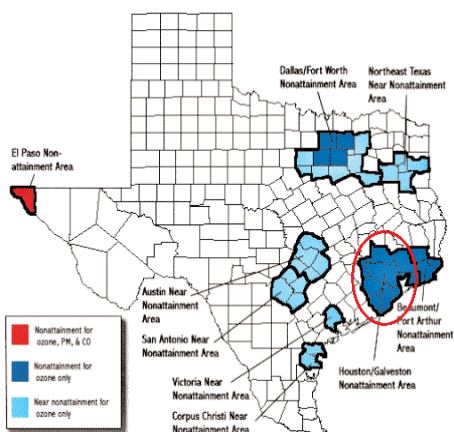 Dallas/Fort Worth
Nonattainment Area
Northeast Texas
Near Nonattainment
Area
El Paso Non-
attainment Area
Austin Near
Nonattainment
Area
San Antonio Near
Nonattainment Area
Victoria Near
Nonattainment Area
Corpus Christi Near
Nonattainment Area
Beaumont/
Port Arthur
Nonattainment
Area
Houston/Galveston
Nonattainment Area
Nonattainment for
ozone, PM, & CO
Nonattainment for
ozone only
Near nonattainment for
ozone only